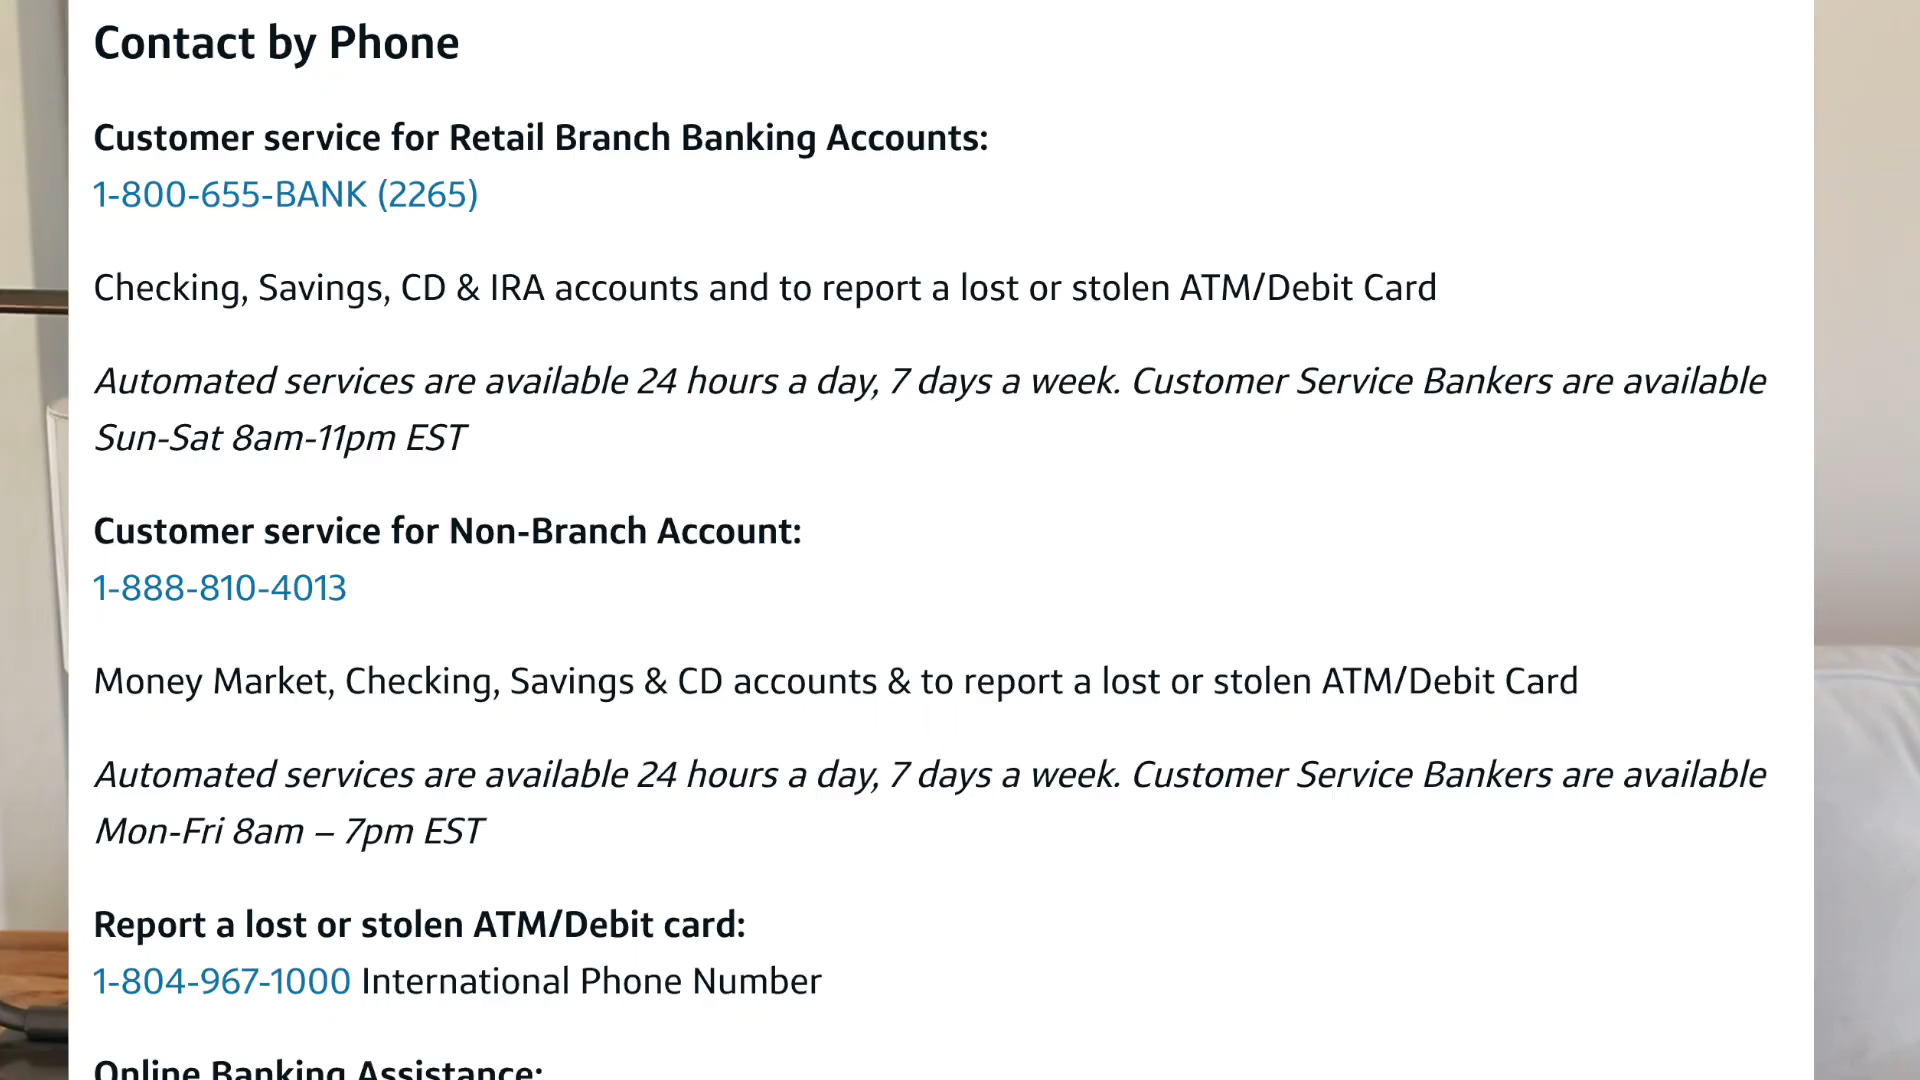 Contact by Phone
Customer service for Retail Branch Banking Accounts:
1-800-655-BANK (2265)
Checking, Savings, CD & IRA accounts and to report a lost or stolen ATM/Debit Card
Automated services are available 24 hours a day, 7 days a week. Customer Service Bankers are available
Sun-Sat 8am-11pm EST
Customer service for Non-Branch Account:
1-888-810-4013
Money Market, Checking, Savings & CD accounts & to report a lost or stolen ATM/Debit Card
Automated services are available 24 hours a day, 7 days a week. Customer Service Bankers are available
Mon-Fri 8am – 7pm EST
Report a lost or stolen ATM/Debit card:
1-804-967-1000 International Phone Number
Online Banking Assistance: